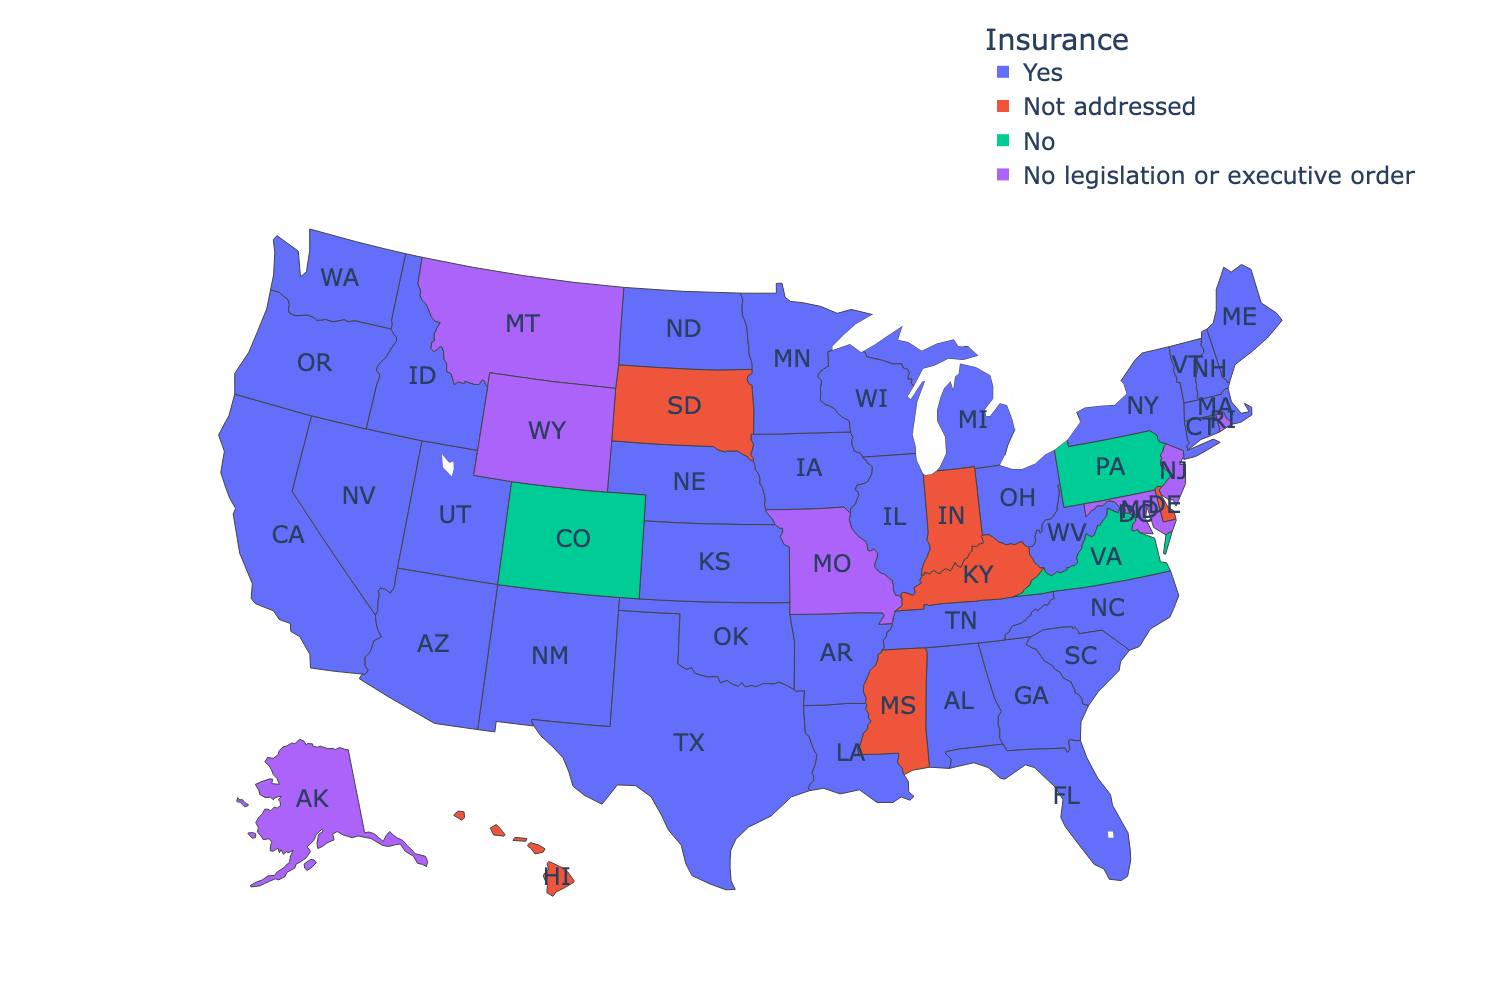 Insurance
Yes
Not addressed
No
No legislation or executive order
WA
MT
ND
MN
ME
OR
ID
SD
WI
MI
VT
NH
NY
MA
RI
CT
WY
IA
NE
PA
NJ
NV
UT
CO
KS
IL
IN
OH
MD
DE
DC
CA
MO
KY
WV
VA
AZ
NM
OK
AR
TN
NC
SC
TX
LA
MS
AL
GA
FL
AK
HI